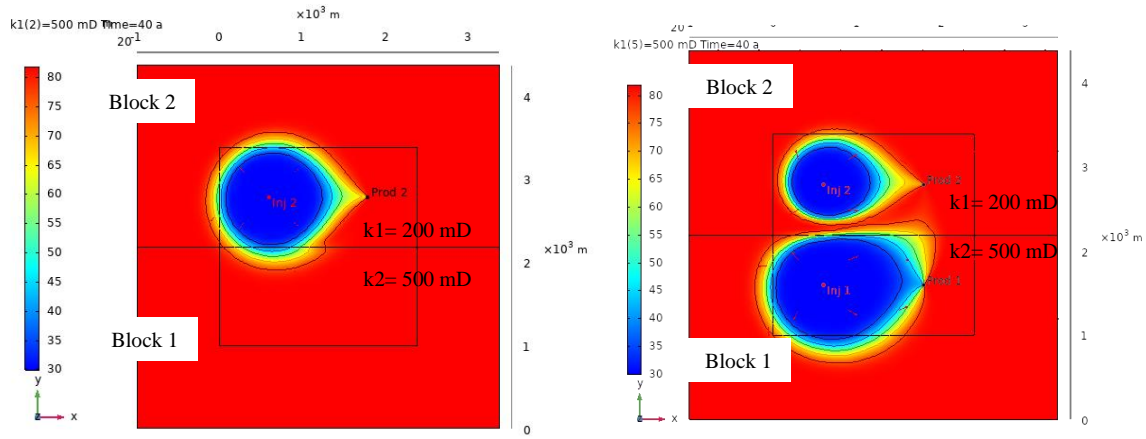 ×10³ m
k1(2)=500 mD Time=40 a
-1 0 1 2 3
80
75
70
65
60
55
50
45
40
35
30
Block 2
Inj 2
Prod 2
k1= 200 mD
k2= 500 mD
Block 1
4
3
×10³ m
2
1
0
y
z
x
×10³ m
k1(5)=500 mD Time=40 a
80
75
70
65
60
55
50
45
40
35
30
Block 2
Inj 2
k1= 200 mD
k2= 500 mD
Inj 1
Block 1
4
3
×10³ m
2
1
0
y
x